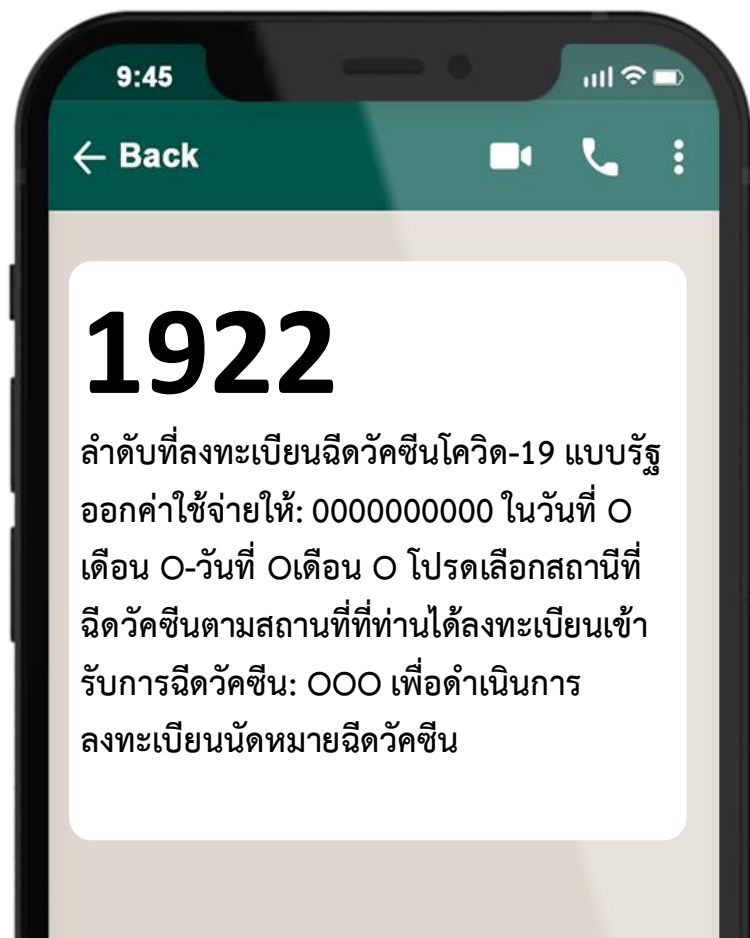 9:45
← Back
1922
ลำดับที่ลงทะเบียนฉีดวัคซีนโควิด-19 แบบรัฐ
ออกค่าใช้จ่ายให้: 0000000000 ในวันที่ O
เดือน O-วันที่ Oเดือน O โปรดเลือกสถานีที่
ฉีดวัคซีนตามสถานที่ที่ท่านได้ลงทะเบียนเข้า
รับการฉีดวัคซีน: OOO เพื่อดำเนินการ
ลงทะเบียนนัดหมายฉีดวัคซีน